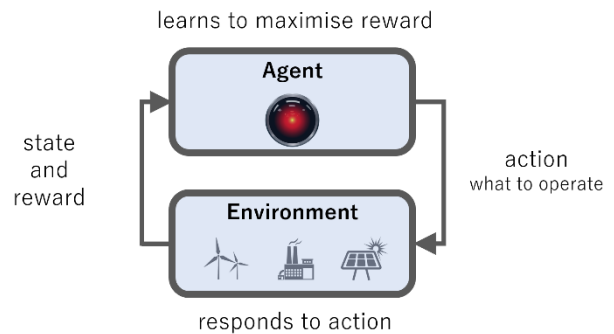 learns to maximise reward
Agent
state
and
reward
action
what to operate
Environment
responds to action